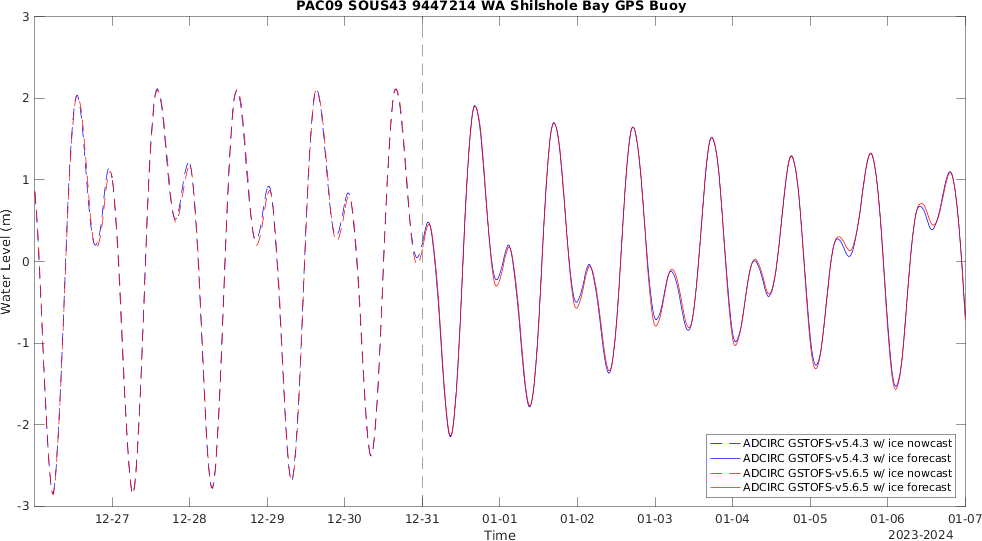 PAC09 SOUS43 9447214 WA Shilshole Bay GPS Buoy
3
2
1
0
-1
-2
-3
Water Level (m)
ADCIRC GSTOFS-v5.4.3 w/ ice nowcast
ADCIRC GSTOFS-v5.4.3 w/ ice forecast
ADCIRC GSTOFS-v5.6.5 w/ ice nowcast
ADCIRC GSTOFS-v5.6.5 w/ ice forecast
12-27 12-28 12-29 12-30 12-31 01-01 01-02 01-03 01-04 01-05 01-06 01-07
Time
2023-2024